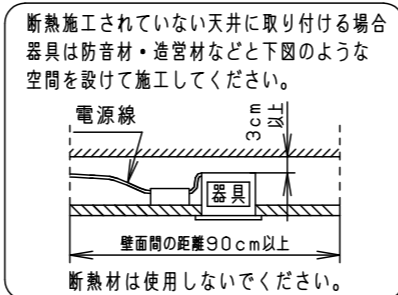 断熱施工されていない天井に取り付ける場合
器具は防音材・造営材などと下図のような
空間を設けて施工してください。
電源線
3cm
以上
器具
壁面間の距離90cm以上
断熱材は使用しないでください。